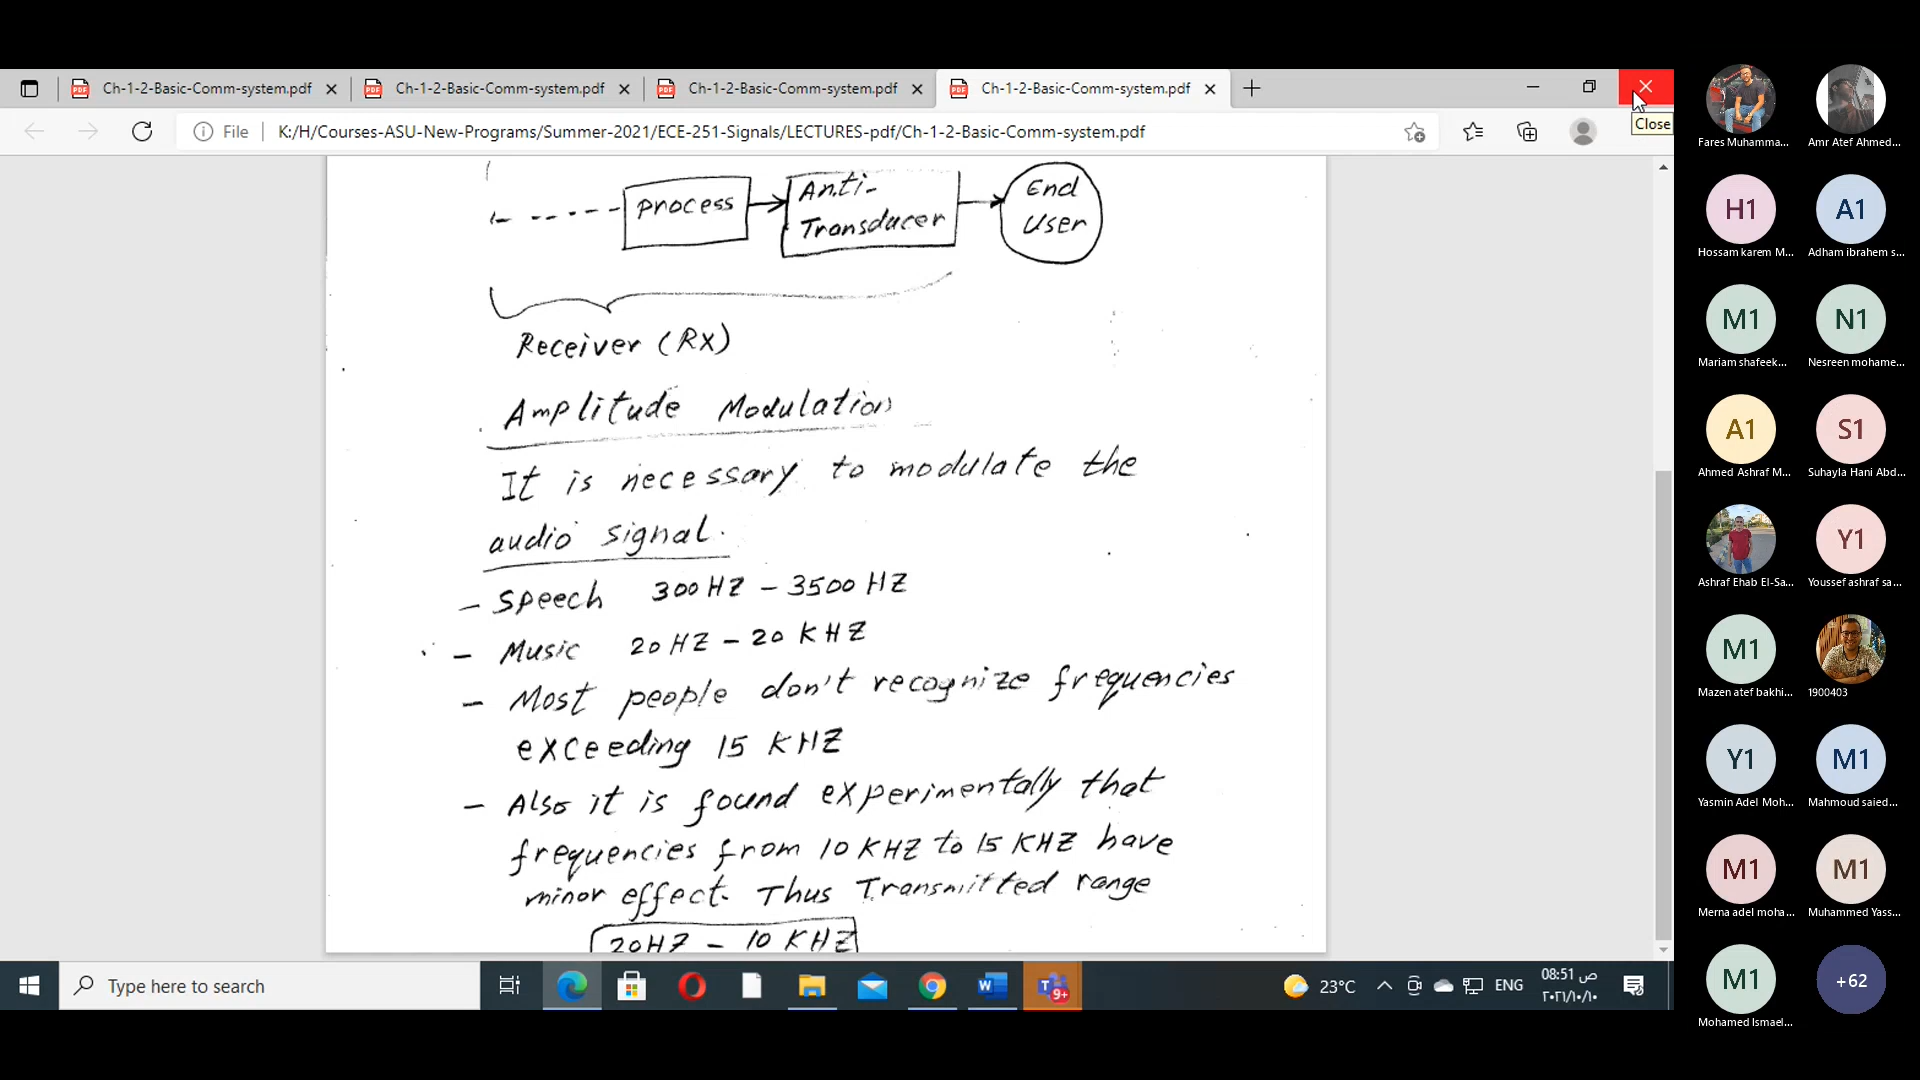 Ch-1-2-Basic-Comm-system.pdf
Ch-1-2-Basic-Comm-system.pdf
Ch-1-2-Basic-Comm-system.pdf
Ch-1-2-Basic-Comm-system.pdf
Close
File
K:/H/Courses-ASU-New-Programs/Summer-2021/ECE-251-Signals/LECTURES-pdf/Ch-1-2-Basic-Comm-system.pdf
Process
Anti-
Transducer
End
User
Receiver (RX)
Amplitude Modulation
It is necessary to modulate the
audio signal.
- Speech 300 HZ - 3500 HZ
- Music 20 HZ - 20 KHZ
- Most people don't recognize frequencies
exceeding 15 KHZ
- Also it is found experimentally that
frequencies from 10 KHZ to 15 KHZ have
minor effect. Thus Transmitted range
20HZ - 10 KHZ
Fares Muhamma...
Amr Atef Ahmed...
H1
A1
Hossam karem M...
Adham ibrahem s...
M1
N1
Mariam shafeek...
Nesreen mohame...
A1
S1
Ahmed Ashraf M...
Suhayla Hani Abd...
Y1
Ashraf Ehab El-Sa...
Youssef ashraf sa...
M1
Mazen atef bakhi...
1900403
Y1
M1
Yasmin Adel Moh...
Mahmoud saied...
M1
M1
Merna adel moha...
Muhammed Yass...
M1
+62
Mohamed Ismael...
Type here to search
9+
23°C
ENG
08:51 ص
٢٠٢١/١٠/١٠